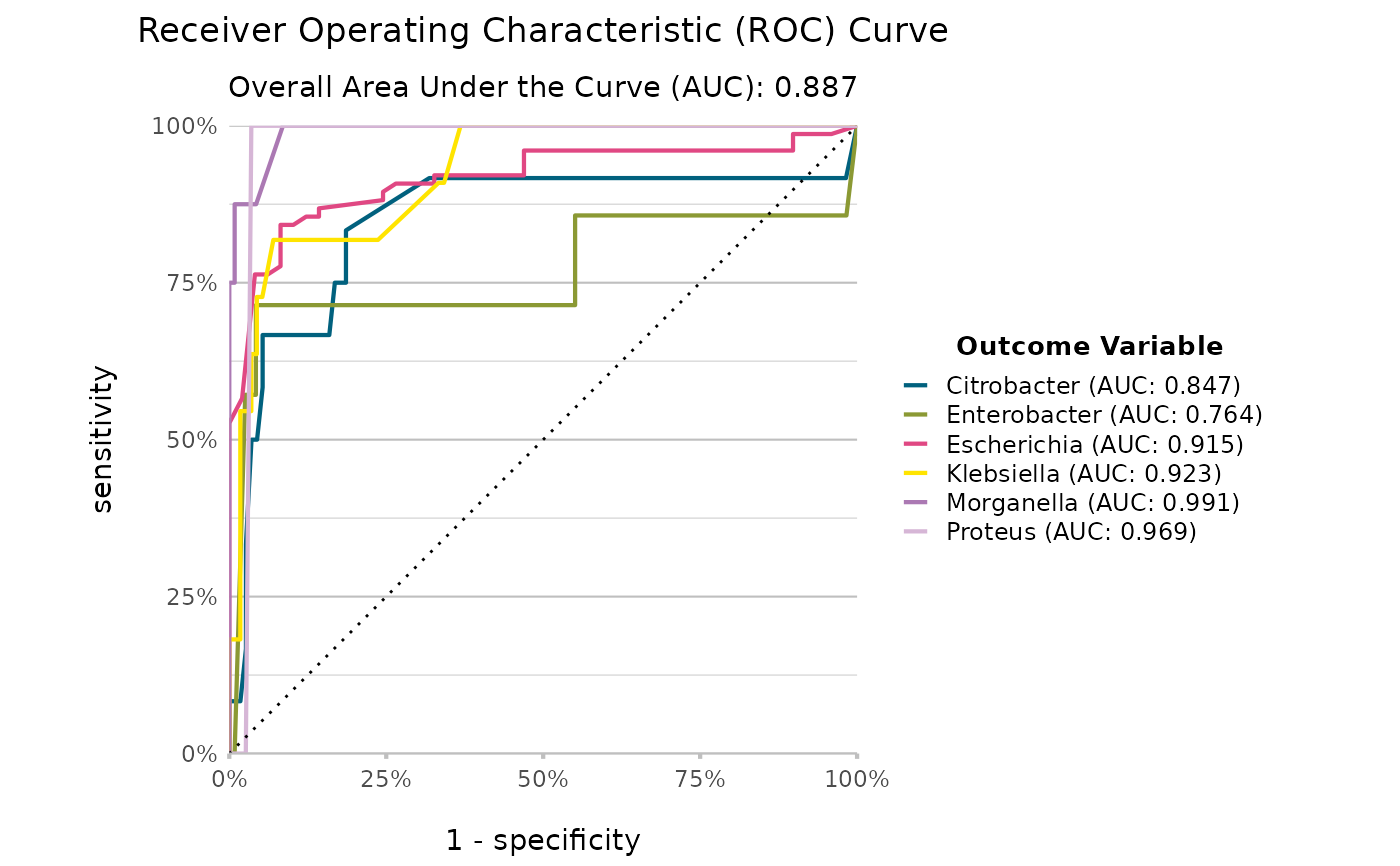 Receiver Operating Characteristic (ROC) Curve
Overall Area Under the Curve (AUC): 0.887
100%
75%
50%
25%
0%
sensitivity
0%
25%
50%
75%
100%
1 - specificity
Outcome Variable
Citrobacter (AUC: 0.847)
Enterobacter (AUC: 0.764)
Escherichia (AUC: 0.915)
Klebsiella (AUC: 0.923)
Morganella (AUC: 0.991)
Proteus (AUC: 0.969)